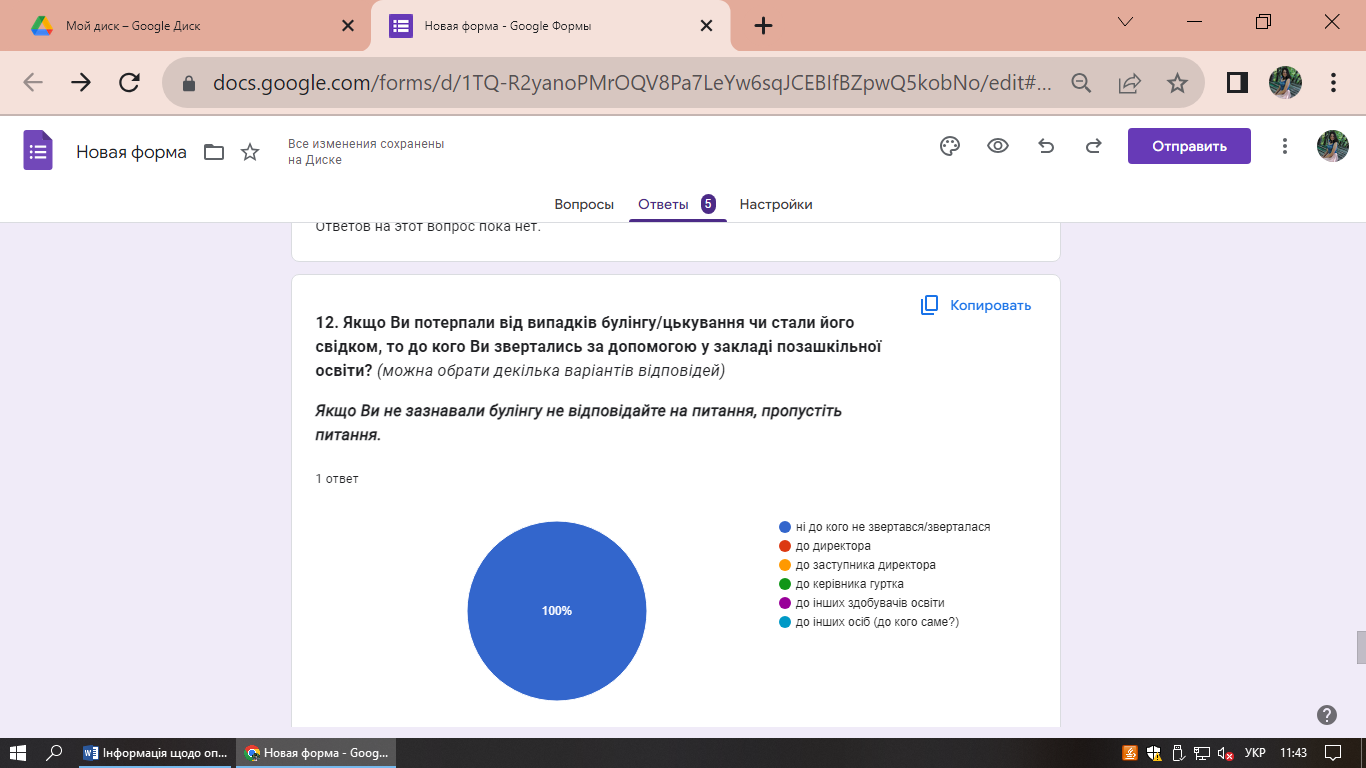 Мой диск – Google Диск
Новая форма - Google Формы
docs.google.com/forms/d/1TQ-R2yanoPMrOQV8Pa7LeYw6sqJCEBIfBZpwQ5kobNo/edit#...
Новая форма
Все изменения сохранены
на Диске
Отправить
Вопросы
Ответы 5
Настройки
Ответов на этот вопрос пока нет.
Копировать
12. Якщо Ви потерпали від випадків булінгу/цькування чи стали його
свідком, то до кого Ви звертались за допомогою у закладі позашкільної
освіти? (можна обрати декілька варіантів відповідей)
Якщо Ви не зазнавали булінгу не відповідайте на питання, пропустіть
питання.
1 ответ
100%
ні до кого не звертався/зверталася
до директора
до заступника директора
до керівника гуртка
до інших здобувачів освіти
до інших осіб (до кого саме?)
Інформація щодо оп...
Новая форма - Goog...
УКР
11:43